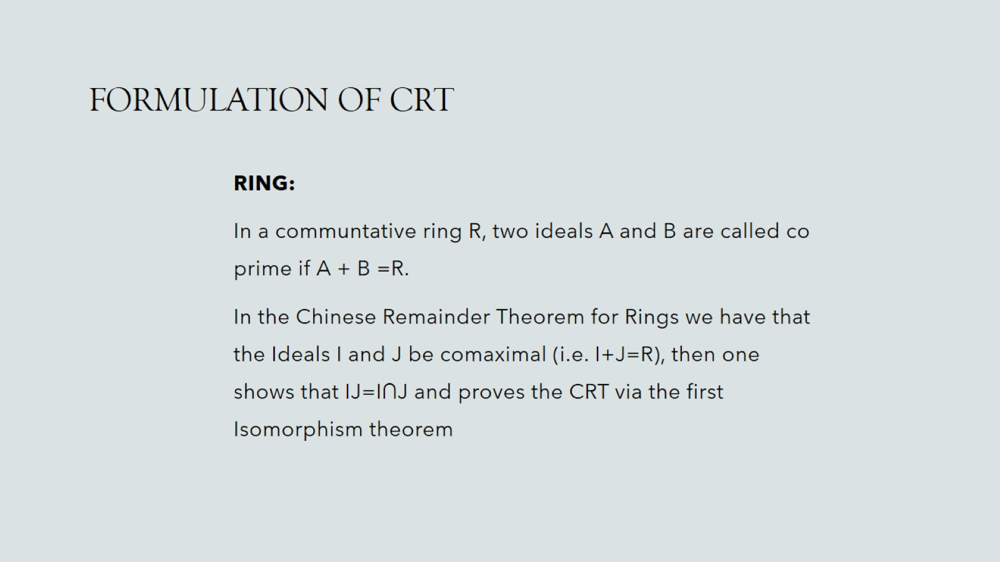 FORMULATION OF CRT
RING:
In a communtative ring R, two ideals A and B are called co
prime if A + B =R.
In the Chinese Remainder Theorem for Rings we have that
the Ideals I and J be comaximal (i.e. I+J=R), then one
shows that IJ=I∩J and proves the CRT via the first
Isomorphism theorem